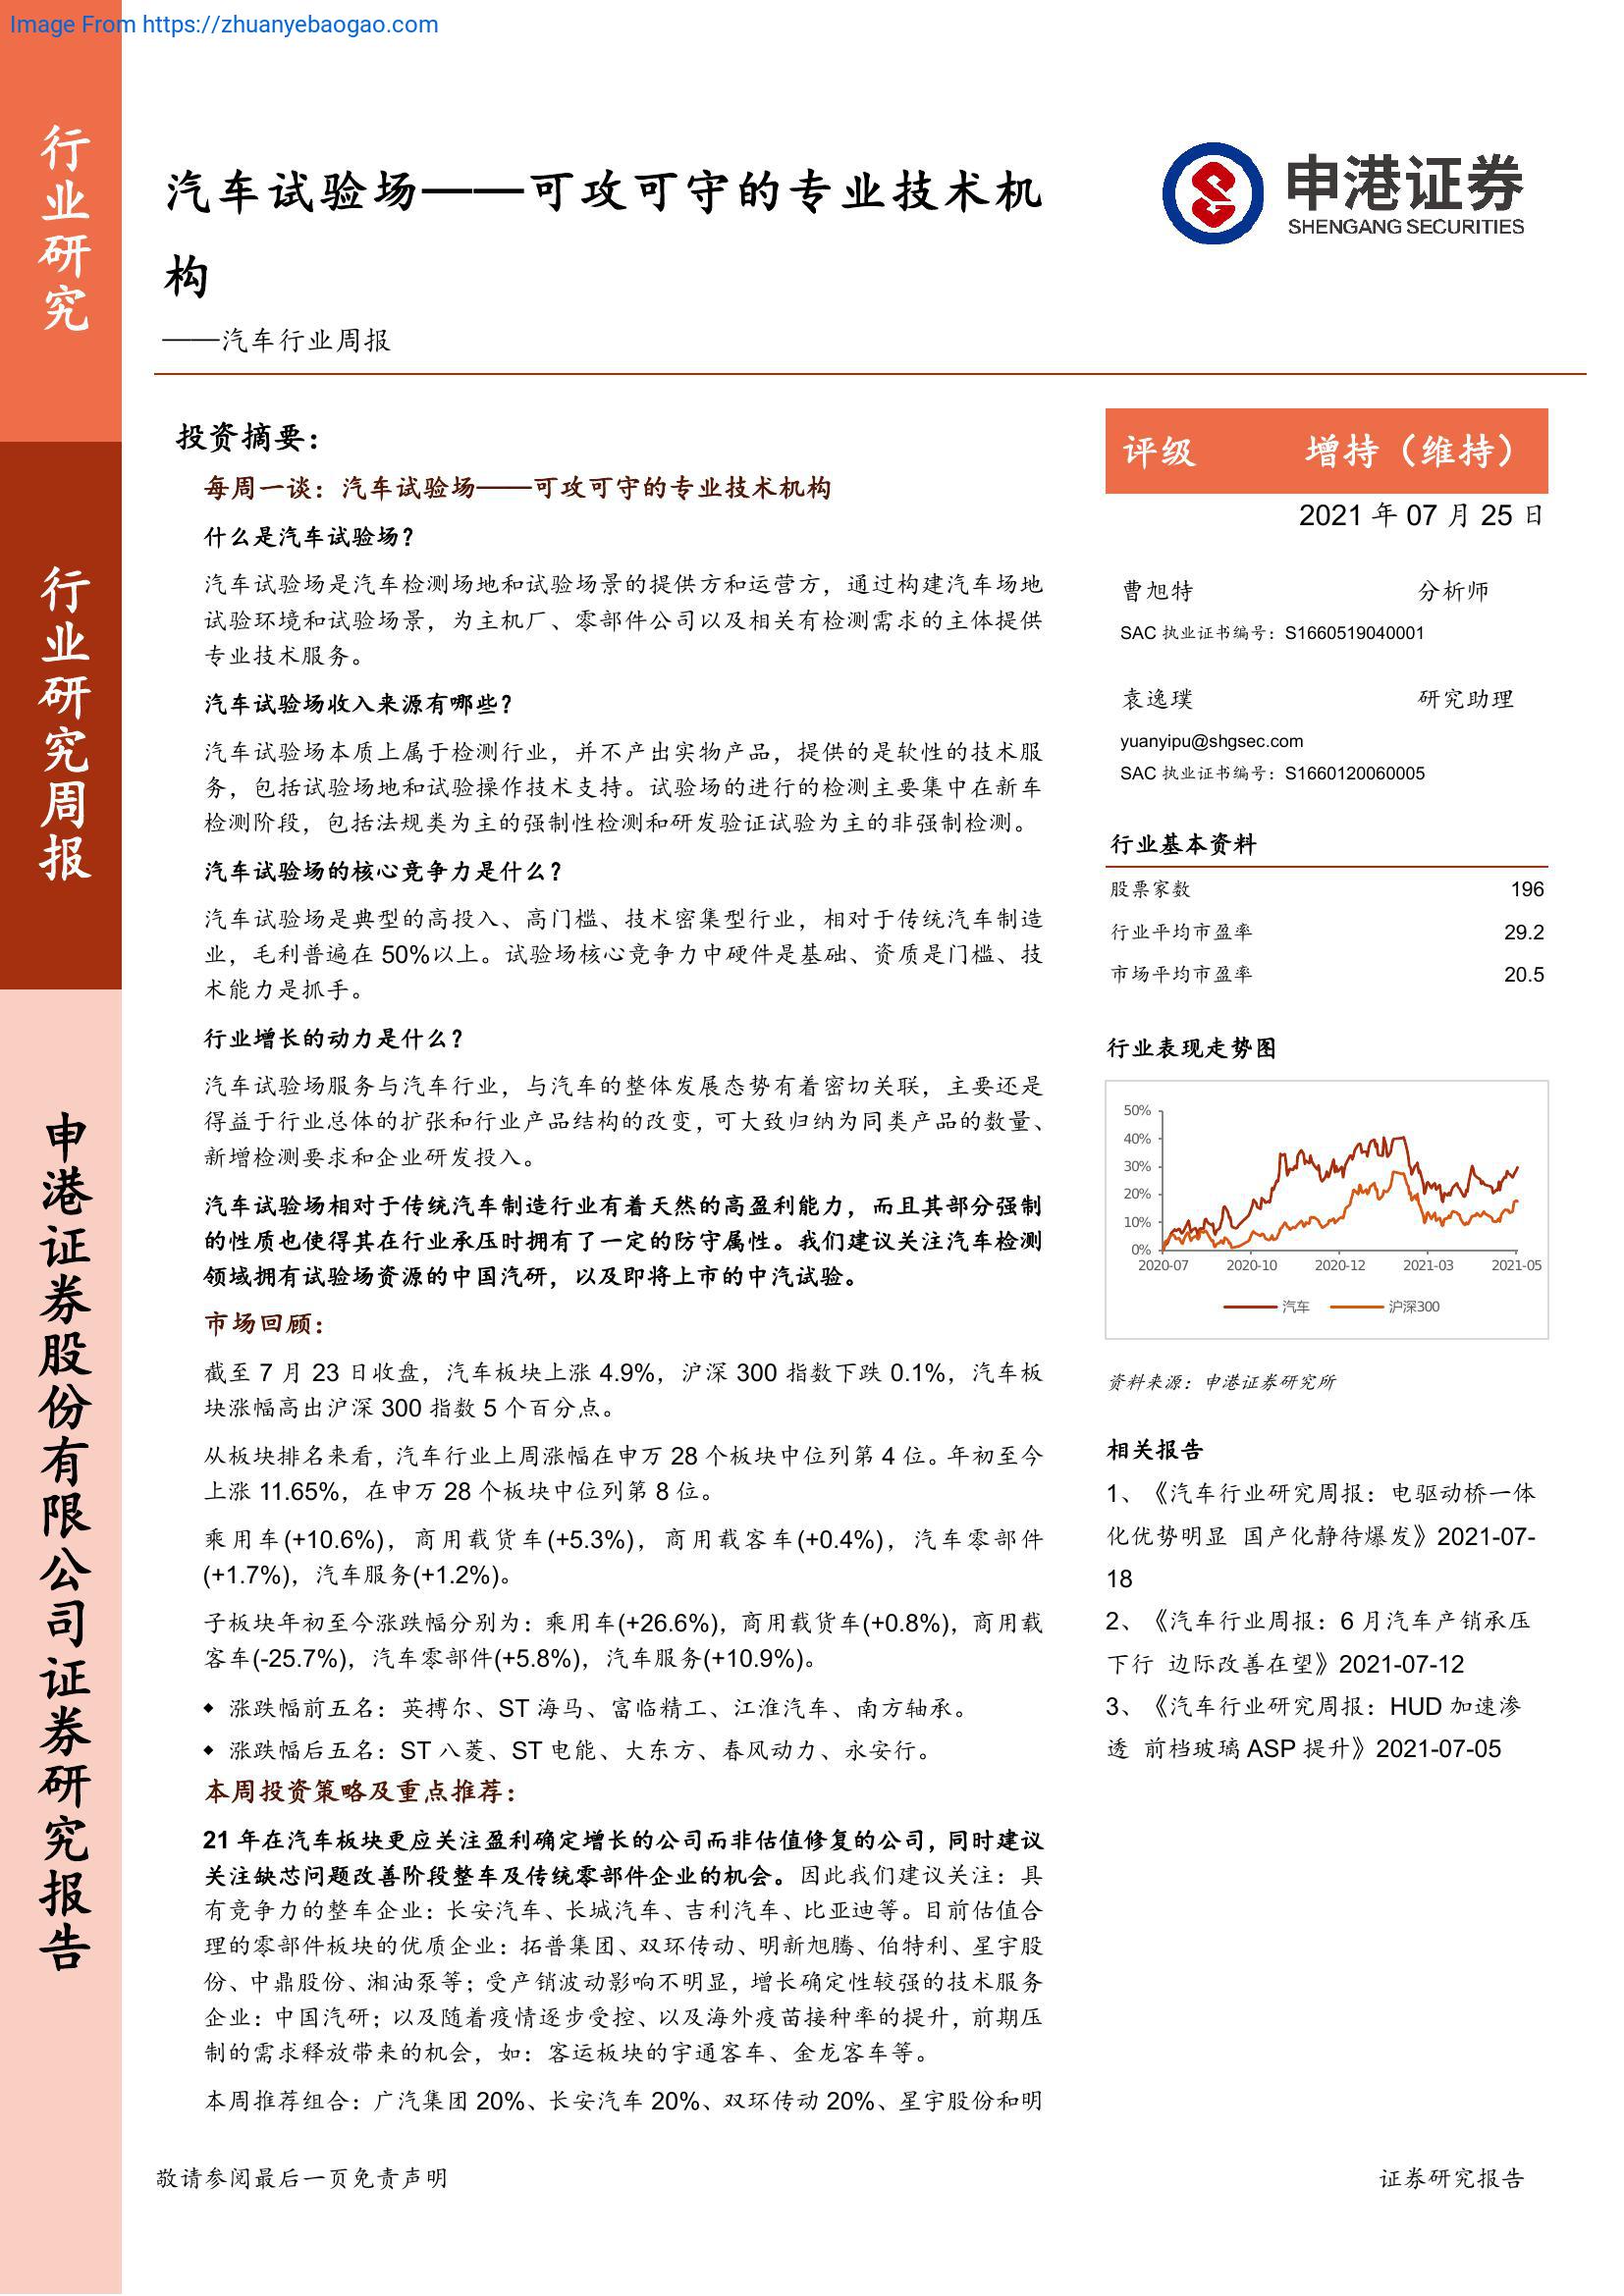 Image From https://zhuanyebaogao.com
行业研究
行业研究周报
申港证券股份有限公司证券研究报告
汽车试验场——可攻可守的专业技术机
构
——汽车行业周报
申港证券
SHENGANG SECURITIES
投资摘要：
每周一谈：汽车试验场——可攻可守的专业技术机构
什么是汽车试验场？
汽车试验场是汽车检测场地和试验场景的提供方和运营方，通过构建汽车场地
试验环境和试验场景，为主机厂、零部件公司以及相关有检测需求的主体提供
专业技术服务。
汽车试验场收入来源有哪些？
汽车试验场本质上属于检测行业，并不产出实物产品，提供的是软性的技术服
务，包括试验场地和试验操作技术支持。试验场的进行的检测主要集中在新车
检测阶段，包括法规类为主的强制性检测和研发验证试验为主的非强制检测。
汽车试验场的核心竞争力是什么？
汽车试验场是典型的高投入、高门槛、技术密集型行业，相对于传统汽车制造
业，毛利普遍在 50%以上。试验场核心竞争力中硬件是基础、资质是门槛、技
术能力是抓手。
行业增长的动力是什么？
汽车试验场服务与汽车行业，与汽车的整体发展态势有着密切关联，主要还是
得益于行业总体的扩张和行业产品结构的改变，可大致归纳为同类产品的数量、
新增检测要求和企业研发投入。
汽车试验场相对于传统汽车制造行业有着天然的高盈利能力，而且其部分强制
的性质也使得其在行业承压时拥有了一定的防守属性。我们建议关注汽车检测
领域拥有试验场资源的中国汽研，以及即将上市的中汽试验。
市场回顾：
截至 7 月 23 日收盘，汽车板块上涨 4.9%，沪深 300 指数下跌 0.1%，汽车板
块涨幅高出沪深 300 指数 5 个百分点。
从板块排名来看，汽车行业上周涨幅在申万 28 个板块中位列第 4 位。年初至今
上涨 11.65%，在申万 28 个板块中位列第 8 位。
乘用车(+10.6%)，商用载货车(+5.3%)，商用载客车(+0.4%)，汽车零部件
(+1.7%)，汽车服务(+1.2%)。
子板块年初至今涨跌幅分别为：乘用车(+26.6%)，商用载货车(+0.8%)，商用载
客车(-25.7%)，汽车零部件(+5.8%)，汽车服务(+10.9%)。
◆ 涨跌幅前五名：英搏尔、ST 海马、富临精工、江淮汽车、南方轴承。
◆ 涨跌幅后五名：ST 八菱、ST 电能、大东方、春风动力、永安行。
本周投资策略及重点推荐：
21 年在汽车板块更应关注盈利确定增长的公司而非估值修复的公司，同时建议
关注缺芯问题改善阶段整车及传统零部件企业的机会。因此我们建议关注：具
有竞争力的整车企业：长安汽车、长城汽车、吉利汽车、比亚迪等。目前估值合
理的零部件板块的优质企业：拓普集团、双环传动、明新旭腾、伯特利、星宇股
份、中鼎股份、湘油泵等；受产销波动影响不明显，增长确定性较强的技术服务
企业：中国汽研；以及随着疫情逐步受控、以及海外疫苗接种率的提升，前期压
制的需求释放带来的机会，如：客运板块的宇通客车、金龙客车等。
本周推荐组合：广汽集团 20%、长安汽车 20%、双环传动 20%、星宇股份和明
评级 增持（维持）
2021 年 07 月 25 日
曹旭特 分析师
SAC 执业证书编号：S1660519040001
袁逸璞 研究助理
yuanyipu@shgsec.com
SAC 执业证书编号：S1660120060005
行业基本资料
股票家数 196
行业平均市盈率 29.2
市场平均市盈率 20.5
行业表现走势图
50%
40%
30%
20%
10%
0%
2020-07 2020-10 2020-12 2021-03 2021-05
汽车 沪深300
资料来源：申港证券研究所
相关报告
1、《汽车行业研究周报：电驱动桥一体
化优势明显 国产化静待爆发》2021-07-
18
2、《汽车行业周报：6 月汽车产销承压
下行 边际改善在望》2021-07-12
3、《汽车行业研究周报：HUD 加速渗
透 前档玻璃 ASP 提升》2021-07-05
敬请参阅最后一页免责声明
证券研究报告